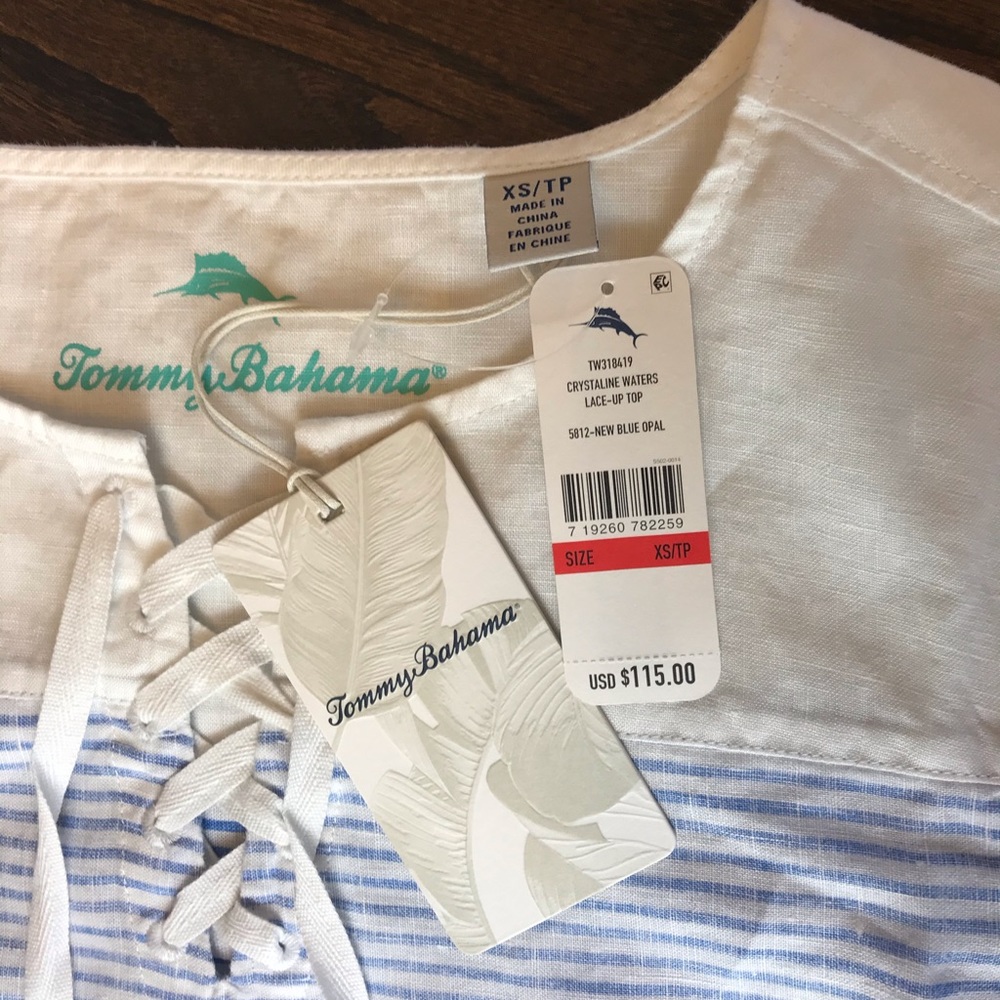 XS/TP
MADE IN
CHINA
FABRIQUE
EN CHINE
Tommy Bahama®
TW318419
CRYSTALINE WATERS
LACE-UP TOP
5812-NEW BLUE OPAL
7 19260 782259
SIZE XS/TP
USD $115.00
Tommy Bahama®